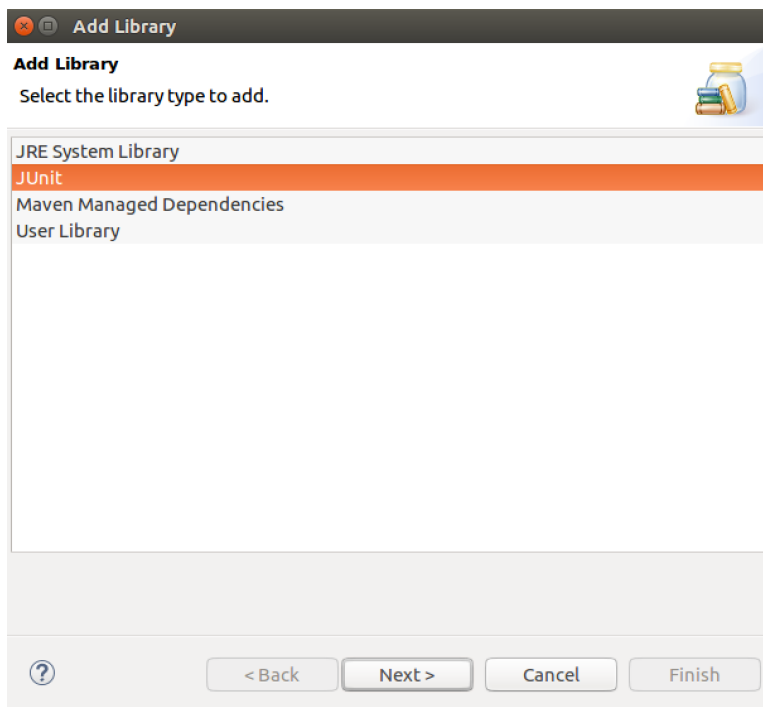 Add Library
Add Library
Select the library type to add.
JRE System Library
JUnit
Maven Managed Dependencies
User Library
?
< Back
Next >
Cancel
Finish